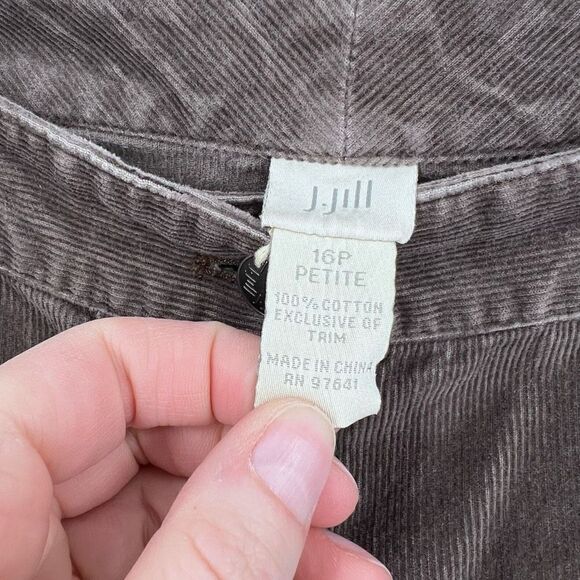 J.Jill
16P
PETITE
100% COTTON
EXCLUSIVE OF
TRIM
MADE IN CHINA
RN 97641